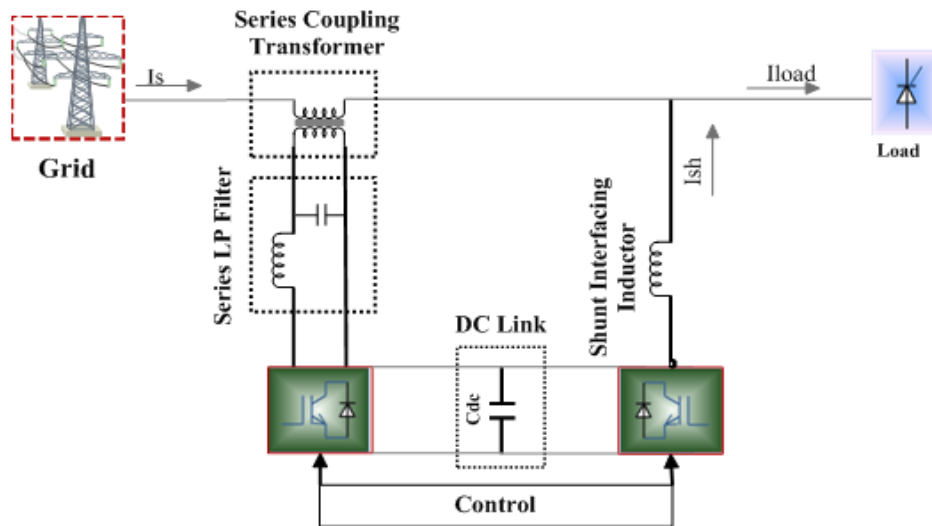 Series Coupling
Transformer
Is
Iload
Grid
Load
Ish
Series LP Filter
Shunt Interfacing
Inductor
DC Link
Cdc
Control